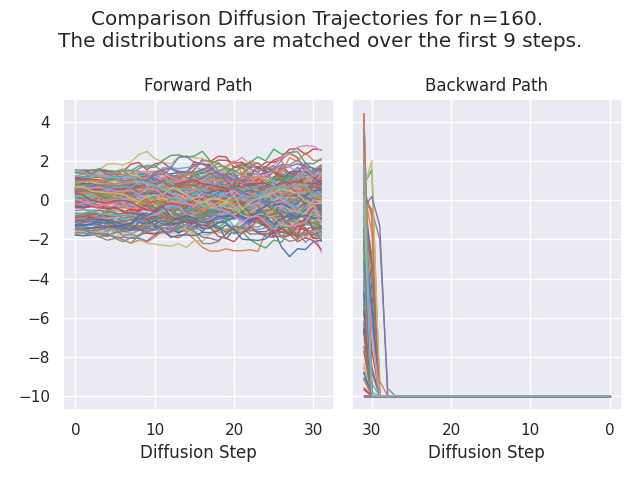 Comparison Diffusion Trajectories for n=160.
The distributions are matched over the first 9 steps.
Forward Path
Backward Path
4
2
0
−2
−4
−6
−8
−10
0 10 20 30
30 20 10 0
Diffusion Step
Diffusion Step